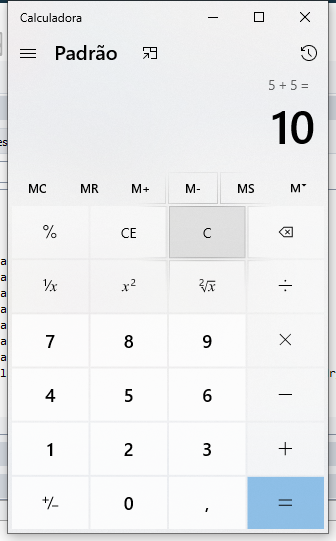 Calculadora
Padrão
5 + 5 =
10
MC MR M+ M- MS M▾
% CE C
⅟x x² ²√x ÷
7 8 9 ×
4 5 6 −
1 2 3 +
+/− 0 , =